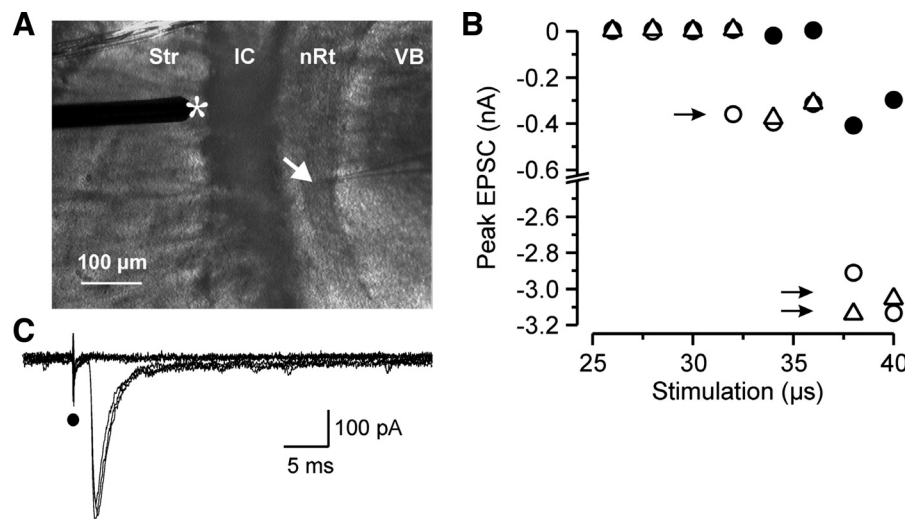 A
Str IC nRt VB
100 µm
B
Peak EPSC (nA)
0
-0.2
-0.4
-0.6
-2.6
-2.8
-3.0
-3.2
25 30 35 40
Stimulation (µs)
C
100 pA
5 ms